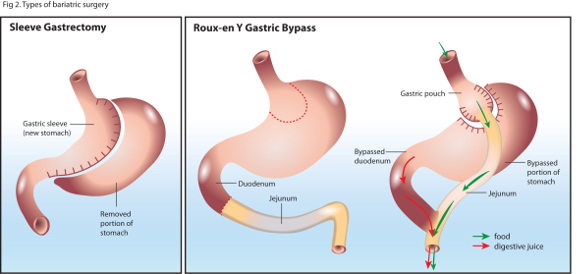 Fig 2. Types of bariatric surgery
Sleeve Gastrectomy
Gastric sleeve
(new stomach)
Removed
portion of
stomach
Roux-en Y Gastric Bypass
Duodenum
Jejunum
Gastric pouch
Bypassed
duodenum
Bypassed
portion of
stomach
Jejunum
food
digestive juice